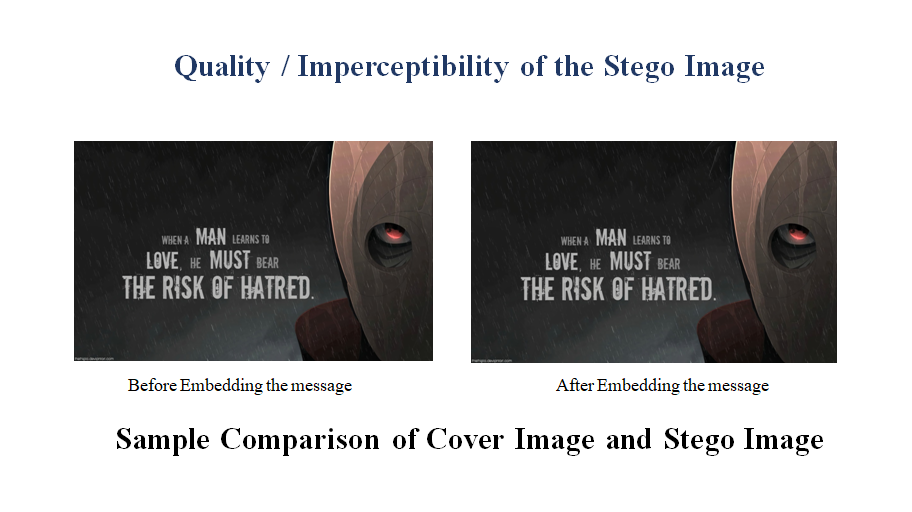 Quality / Imperceptibility of the Stego Image
WHEN A MAN LEARNS TO
LOVE, HE MUST BEAR
THE RISK OF HATRED.
WHEN A MAN LEARNS TO
LOVE, HE MUST BEAR
THE RISK OF HATRED.
Before Embedding the message
After Embedding the message
Sample Comparison of Cover Image and Stego Image